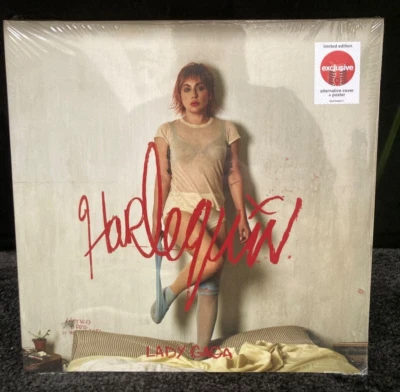 limited edition
exclusive
alternative cover
+ poster
Harlequin
LADY GAGA